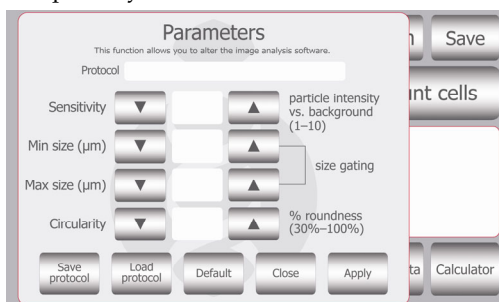 Parameters
This function allows you to alter the image analysis software.
Protocol
Sensitivity
particle intensity
vs. background
(1–10)
Min size (µm)
size gating
Max size (µm)
Circularity
% roundness
(30%–100%)
Save
protocol
Load
protocol
Default
Close
Apply
Save
cells
Calculator